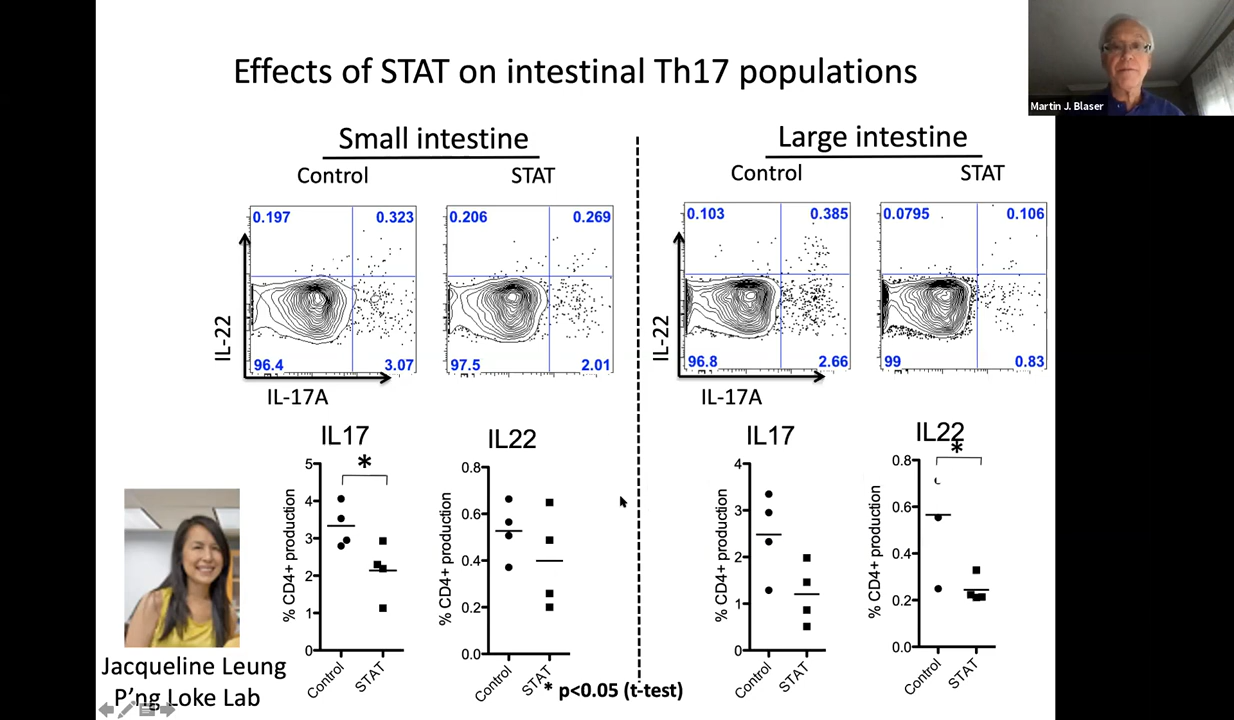 Effects of STAT on intestinal Th17 populations
Martin J. Blaser
Small intestine
Control
STAT
0.197
0.323
96.4
3.07
0.206
0.269
97.5
2.01
IL-22
IL-17A
Large intestine
Control
STAT
0.103
0.385
96.8
2.66
0.0795
0.106
99
0.83
IL-22
IL-17A
IL17
*
% CD4+ production
5
4
3
2
1
0
Control
STAT
IL22
% CD4+ production
0.8
0.6
0.4
0.2
0.0
Control
STAT
IL17
% CD4+ production
4
3
2
1
0
Control
STAT
IL22
*
% CD4+ production
0.8
0.6
0.4
0.2
0.0
Control
STAT
* p<0.05 (t-test)
Jacqueline Leung
P'ng Loke Lab